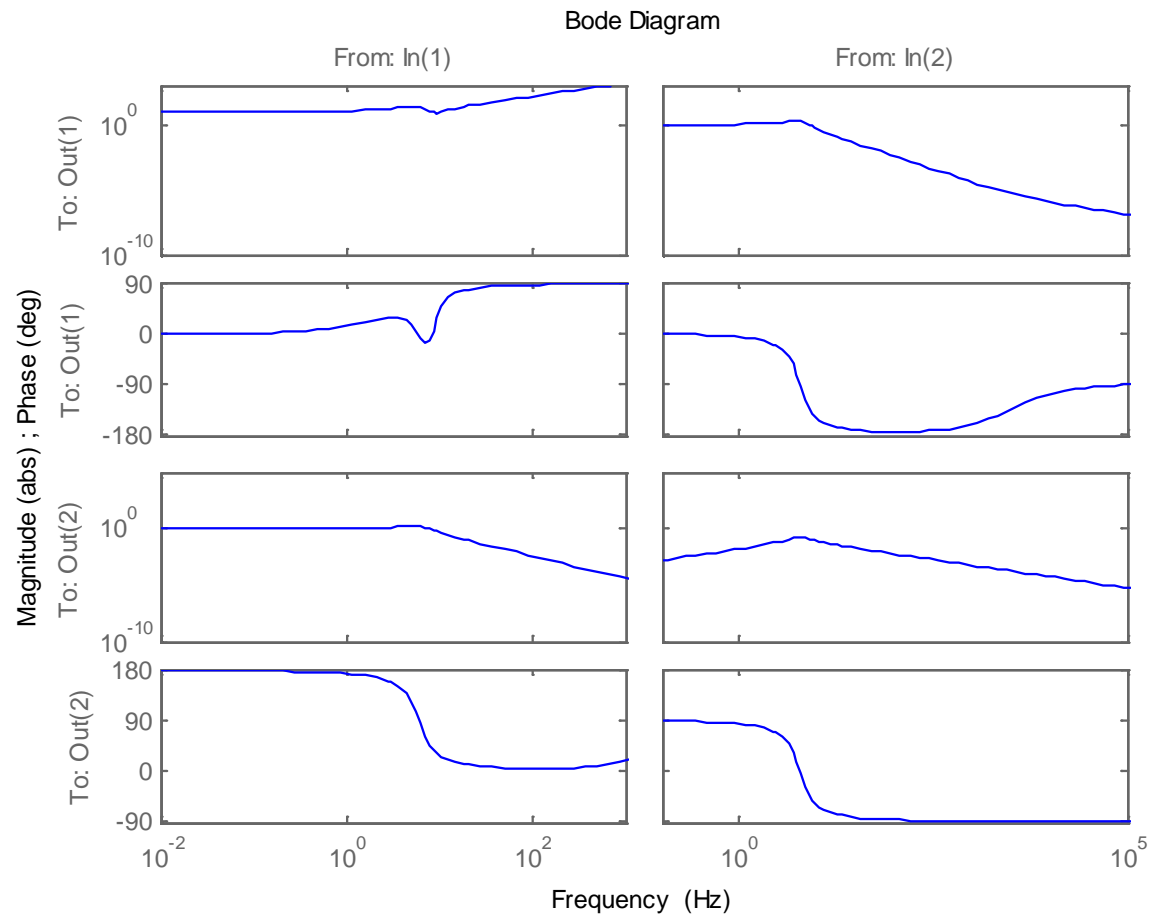 Bode Diagram
From: In(1)
From: In(2)
To: Out(1)
10^0
10^-10
To: Out(1)
90
0
-90
-180
To: Out(2)
10^0
10^-10
To: Out(2)
180
90
0
-90
Magnitude (abs) ; Phase (deg)
10^-2
10^0
10^2
10^0
10^5
Frequency (Hz)